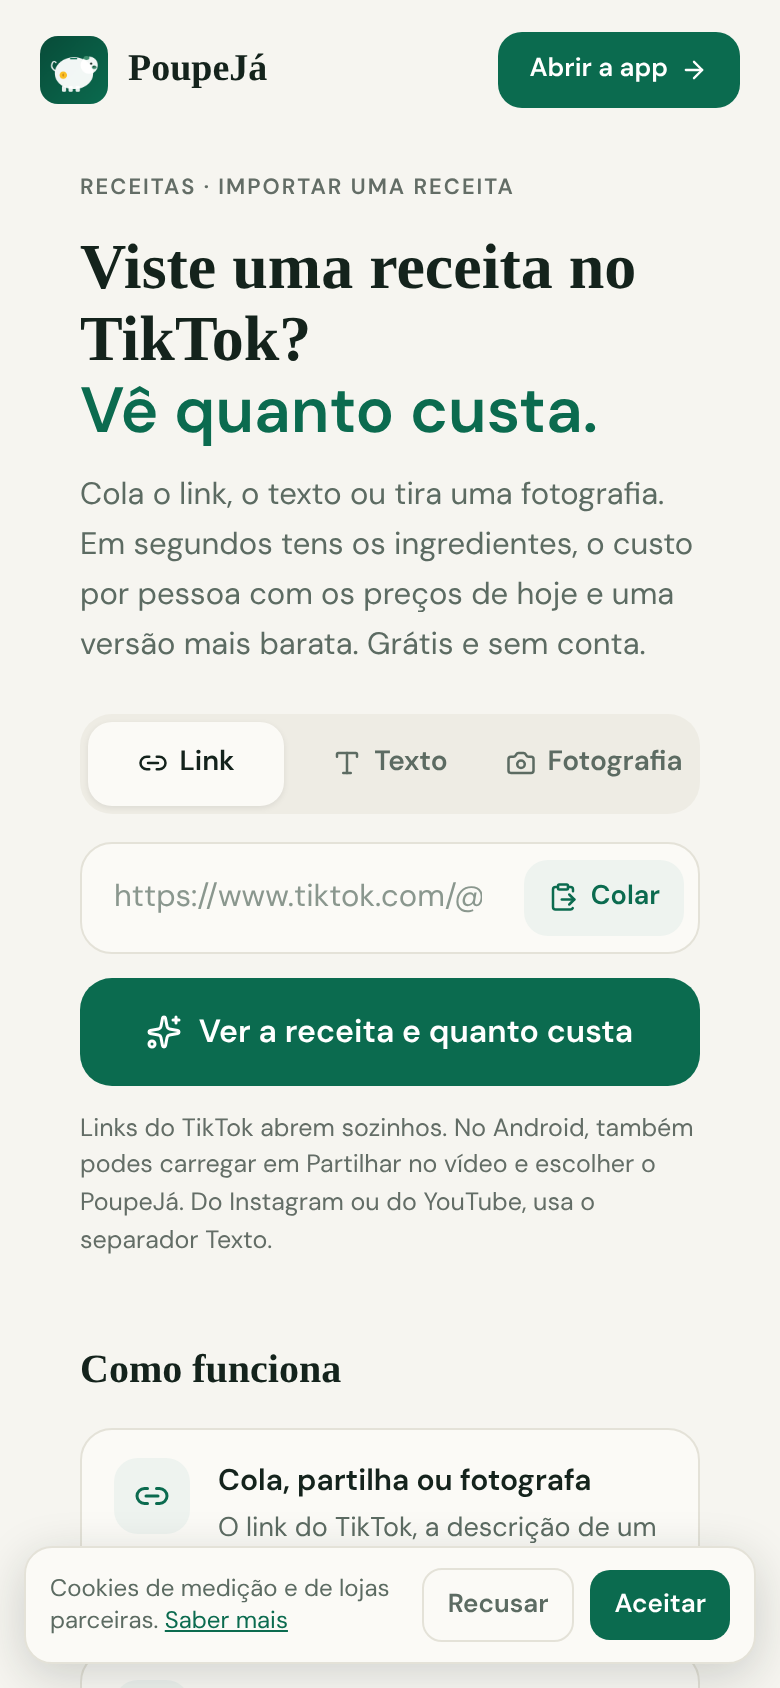 PoupeJá
Abrir a app
RECEITAS · IMPORTAR UMA RECEITA
Viste uma receita no
TikTok?
Vê quanto custa.
Cola o link, o texto ou tira uma fotografia.
Em segundos tens os ingredientes, o custo
por pessoa com os preços de hoje e uma
versão mais barata. Grátis e sem conta.
Link
Texto
Fotografia
https://www.tiktok.com/@
Colar
Ver a receita e quanto custa
Links do TikTok abrem sozinhos. No Android, também
podes carregar em Partilhar no vídeo e escolher o
PoupeJá. Do Instagram ou do YouTube, usa o
separador Texto.
Como funciona
Cola, partilha ou fotografa
O link do TikTok, a descrição de um
Cookies de medição e de lojas
parceiras. Saber mais
Recusar
Aceitar